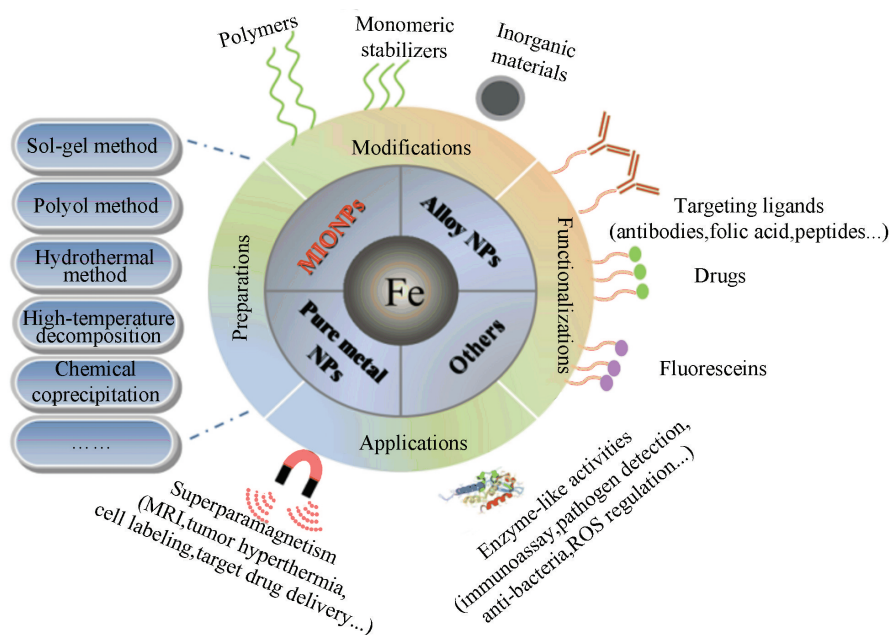 Polymers
Monomeric
stabilizers
Inorganic
materials
Sol-gel method
Polyol method
Hydrothermal
method
High-temperature
decomposition
Chemical
coprecipitation
……
Modifications
Preparations
Functionalizations
Applications
MIONPs
Alloy NPs
Fe
Pure metal
NPs
Others
Targeting ligands
(antibodies,folic acid,peptides...)
Drugs
Fluoresceins
Superparamagnetism
(MRI,tumor hyperthermia,
cell labeling,target drug delivery...)
Enzyme-like activities
(immunoassay,pathogen detection,
anti-bacteria,ROS regulation...)